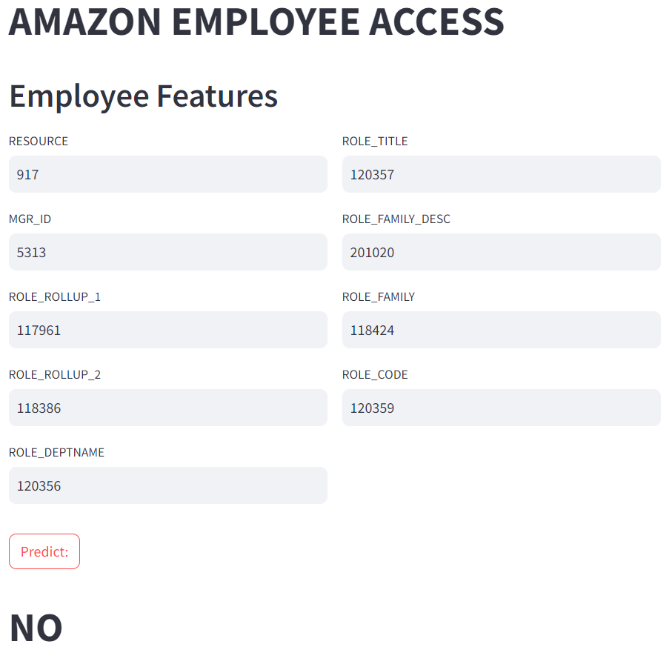 AMAZON EMPLOYEE ACCESS
Employee Features
RESOURCE
917
MGR_ID
5313
ROLE_ROLLUP_1
117961
ROLE_ROLLUP_2
118386
ROLE_DEPTNAME
120356
ROLE_TITLE
120357
ROLE_FAMILY_DESC
201020
ROLE_FAMILY
118424
ROLE_CODE
120359
Predict:
NO